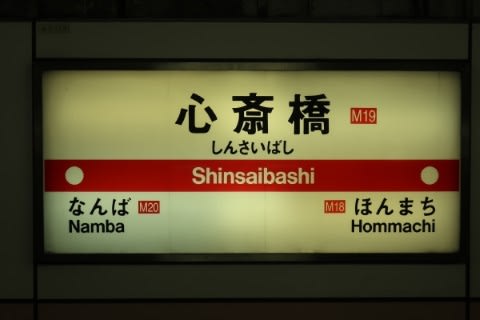 心斎橋 M19
しんさいばし
Shinsaibashi
なんば M20
Namba
M18 ほんまち
Hommachi